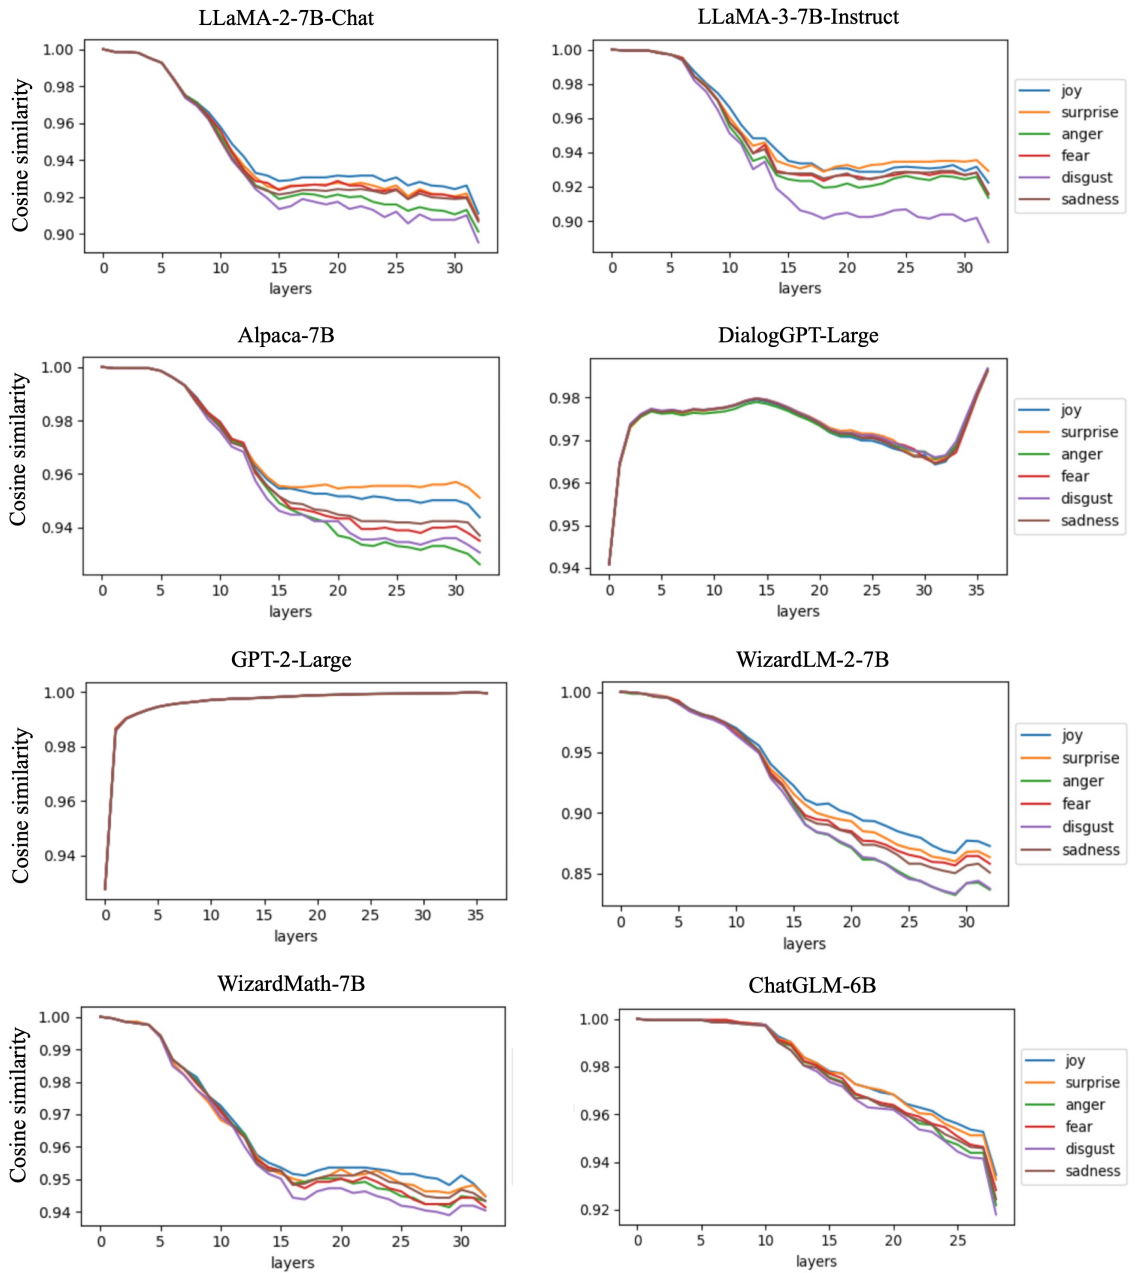 LLaMA-2-7B-Chat
LLaMA-3-7B-Instruct
Cosine similarity
1.00
0.98
0.96
0.94
0.92
0.90
0 5 10 15 20 25 30
layers
1.00
0.98
0.96
0.94
0.92
0.90
0 5 10 15 20 25 30
layers
joy
surprise
anger
fear
disgust
sadness
Alpaca-7B
DialogGPT-Large
Cosine similarity
1.00
0.98
0.96
0.94
0 5 10 15 20 25 30
layers
0.98
0.97
0.96
0.95
0.94
0 5 10 15 20 25 30 35
layers
joy
surprise
anger
fear
disgust
sadness
GPT-2-Large
WizardLM-2-7B
Cosine similarity
1.00
0.98
0.96
0.94
0 5 10 15 20 25 30 35
layers
1.00
0.95
0.90
0.85
0 5 10 15 20 25 30
layers
joy
surprise
anger
fear
disgust
sadness
WizardMath-7B
ChatGLM-6B
Cosine similarity
1.00
0.99
0.98
0.97
0.96
0.95
0.94
0 5 10 15 20 25 30
layers
1.00
0.98
0.96
0.94
0.92
0 5 10 15 20 25
layers
joy
surprise
anger
fear
disgust
sadness